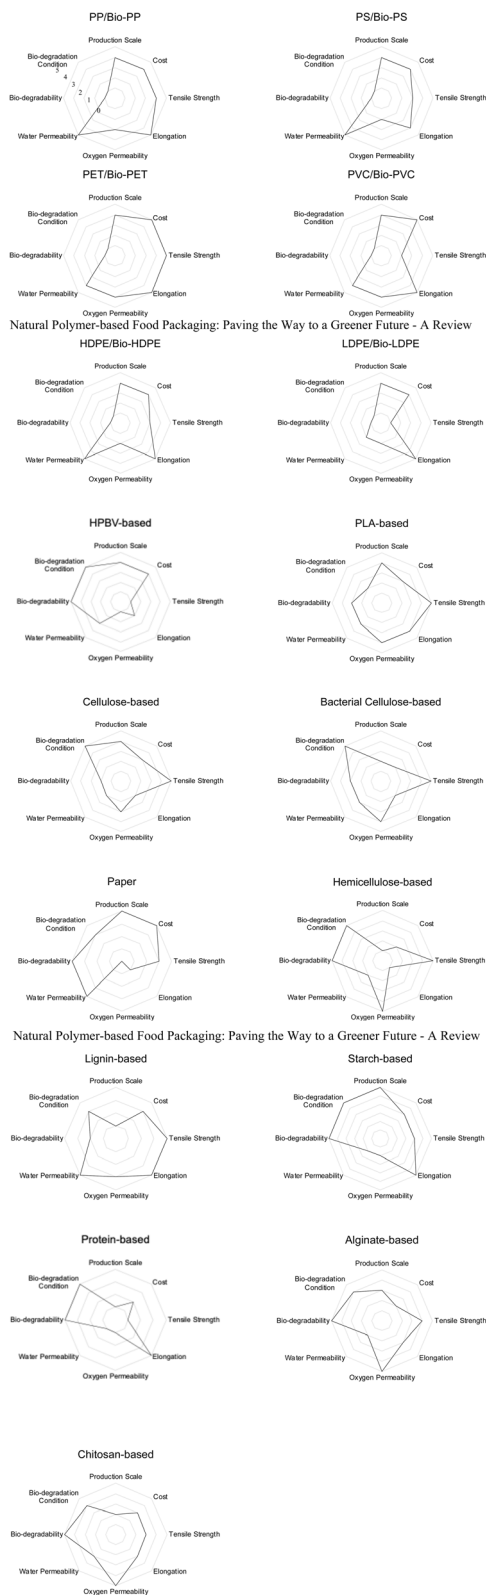 PP/Bio-PP
Production Scale
Bio-degradation
Condition
Cost
5
4
3
2
1
0
Bio-degradability
Tensile Strength
Water Permeability
Elongation
Oxygen Permeability
PS/Bio-PS
Production Scale
Bio-degradation
Condition
Cost
Bio-degradability
Tensile Strength
Water Permeability
Elongation
Oxygen Permeability
PET/Bio-PET
Production Scale
Bio-degradation
Condition
Cost
Bio-degradability
Tensile Strength
Water Permeability
Elongation
Oxygen Permeability
PVC/Bio-PVC
Production Scale
Bio-degradation
Condition
Cost
Bio-degradability
Tensile Strength
Water Permeability
Elongation
Oxygen Permeability
Natural Polymer-based Food Packaging: Paving the Way to a Greener Future - A Review
HDPE/Bio-HDPE
Production Scale
Bio-degradation
Condition
Cost
Bio-degradability
Tensile Strength
Water Permeability
Elongation
Oxygen Permeability
LDPE/Bio-LDPE
Production Scale
Bio-degradation
Condition
Cost
Bio-degradability
Tensile Strength
Water Permeability
Elongation
Oxygen Permeability
HPBV-based
Production Scale
Bio-degradation
Condition
Cost
Bio-degradability
Tensile Strength
Water Permeability
Elongation
Oxygen Permeability
PLA-based
Production Scale
Bio-degradation
Condition
Cost
Bio-degradability
Tensile Strength
Water Permeability
Elongation
Oxygen Permeability
Cellulose-based
Production Scale
Bio-degradation
Condition
Cost
Bio-degradability
Tensile Strength
Water Permeability
Elongation
Oxygen Permeability
Bacterial Cellulose-based
Production Scale
Bio-degradation
Condition
Cost
Bio-degradability
Tensile Strength
Water Permeability
Elongation
Oxygen Permeability
Paper
Production Scale
Bio-degradation
Condition
Cost
Bio-degradability
Tensile Strength
Water Permeability
Elongation
Oxygen Permeability
Hemicellulose-based
Production Scale
Bio-degradation
Condition
Cost
Bio-degradability
Tensile Strength
Water Permeability
Elongation
Oxygen Permeability
Natural Polymer-based Food Packaging: Paving the Way to a Greener Future - A Review
Lignin-based
Production Scale
Bio-degradation
Condition
Cost
Bio-degradability
Tensile Strength
Water Permeability
Elongation
Oxygen Permeability
Starch-based
Production Scale
Bio-degradation
Condition
Cost
Bio-degradability
Tensile Strength
Water Permeability
Elongation
Oxygen Permeability
Protein-based
Production Scale
Bio-degradation
Condition
Cost
Bio-degradability
Tensile Strength
Water Permeability
Elongation
Oxygen Permeability
Alginate-based
Production Scale
Bio-degradation
Condition
Cost
Bio-degradability
Tensile Strength
Water Permeability
Elongation
Oxygen Permeability
Chitosan-based
Production Scale
Bio-degradation
Condition
Cost
Bio-degradability
Tensile Strength
Water Permeability
Elongation
Oxygen Permeability